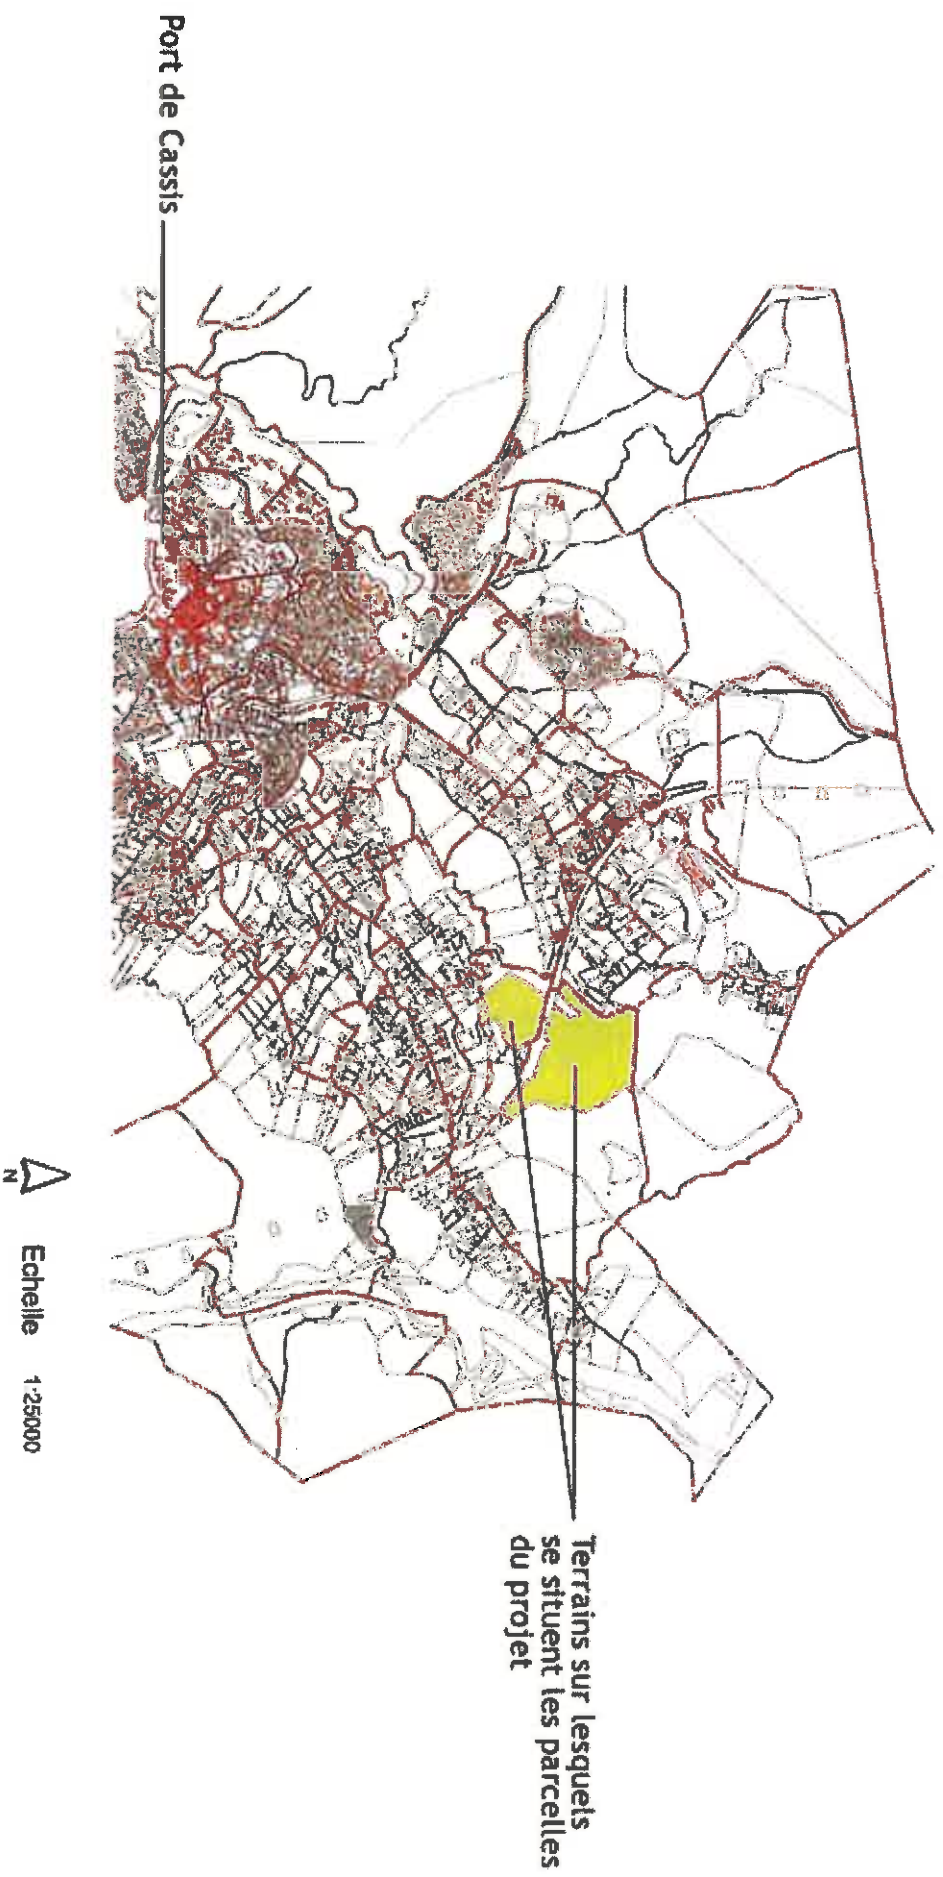 Port de Cassis
Terrains sur lesquels
se situent les parcelles
du projet
N
Echelle 1:25000